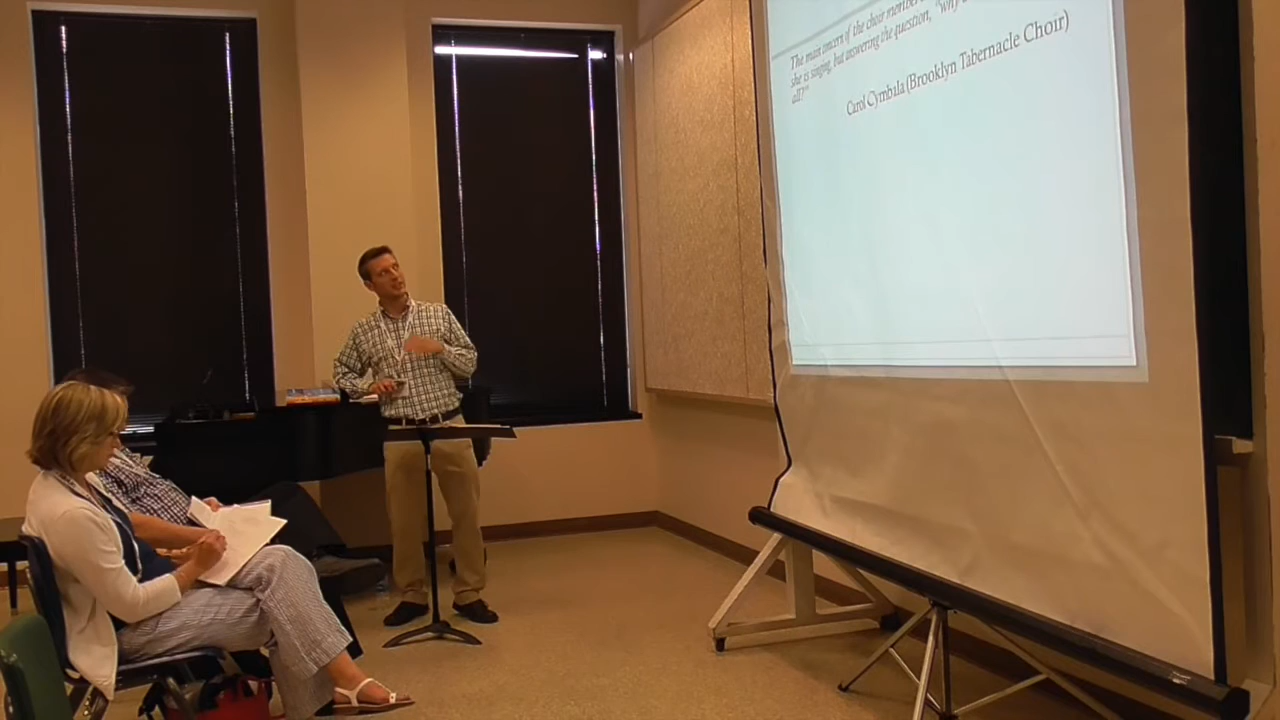 The main concern of the choir member
she is singing, but answering the question, "why
all?"
Carol Cymbala (Brooklyn Tabernacle Choir)